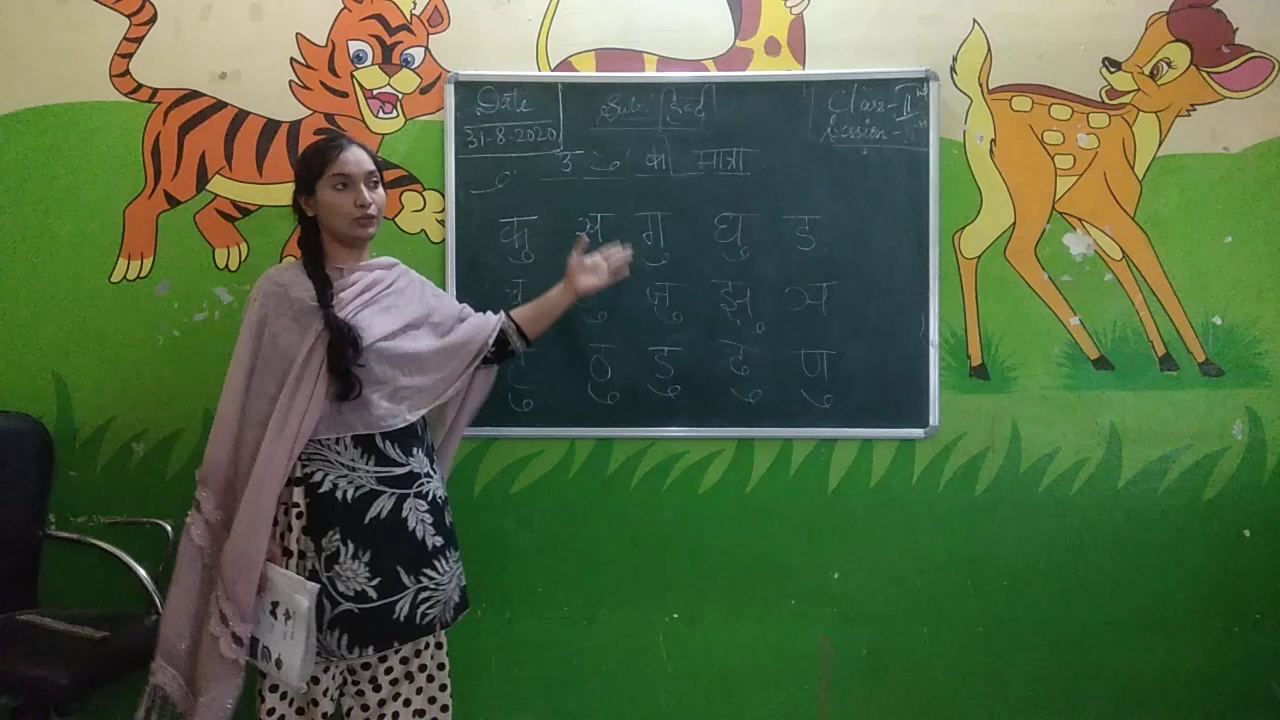 Date Sub. हिन्दी Class-II
31-8-2020 Session-
उ ु की मात्रा
ु
कु गु घु ङ
जु झु ञ
टु ठु डु ढु णु